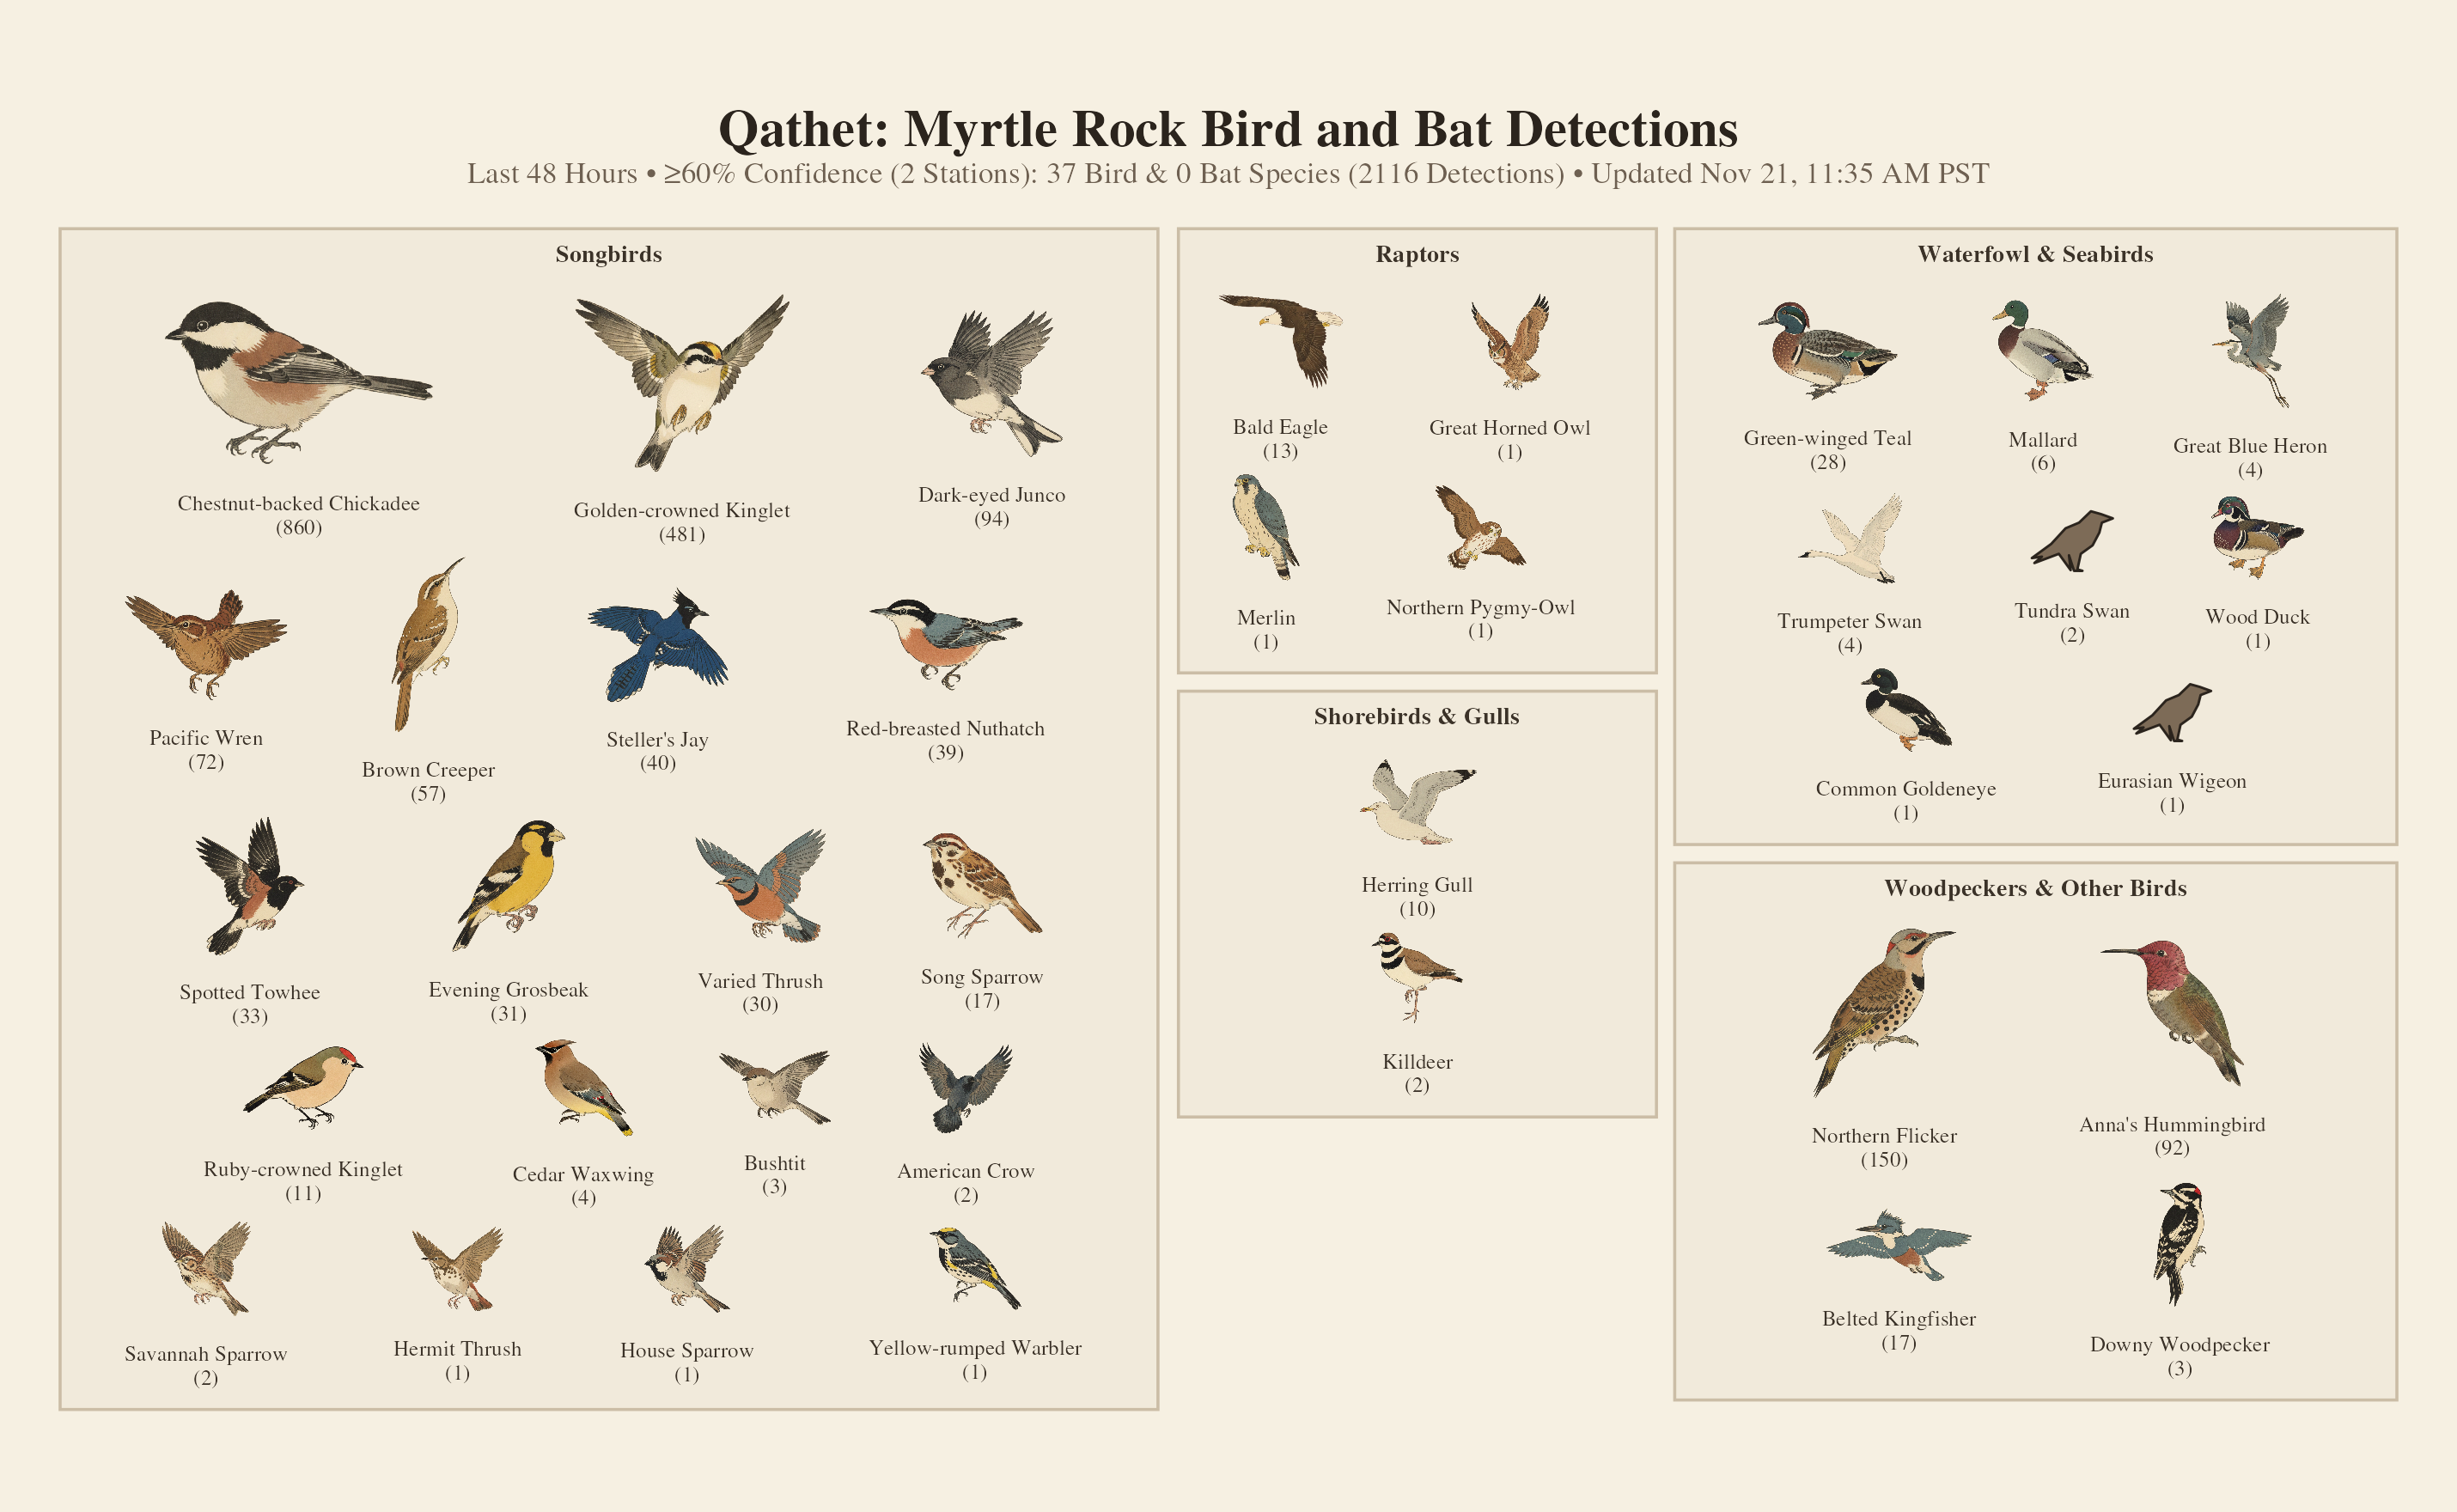 Qathet: Myrtle Rock Bird and Bat Detections
Last 48 Hours • ≥60% Confidence (2 Stations): 37 Bird & 0 Bat Species (2116 Detections) • Updated Nov 21, 11:35 AM PST
Songbirds
Chestnut-backed Chickadee
(860)
Golden-crowned Kinglet
(481)
Dark-eyed Junco
(94)
Pacific Wren
(72)
Brown Creeper
(57)
Steller's Jay
(40)
Red-breasted Nuthatch
(39)
Spotted Towhee
(33)
Evening Grosbeak
(31)
Varied Thrush
(30)
Song Sparrow
(17)
Ruby-crowned Kinglet
(11)
Cedar Waxwing
(4)
Bushtit
(3)
American Crow
(2)
Savannah Sparrow
(2)
Hermit Thrush
(1)
House Sparrow
(1)
Yellow-rumped Warbler
(1)
Raptors
Bald Eagle
(13)
Great Horned Owl
(1)
Merlin
(1)
Northern Pygmy-Owl
(1)
Shorebirds & Gulls
Herring Gull
(10)
Killdeer
(2)
Waterfowl & Seabirds
Green-winged Teal
(28)
Mallard
(6)
Great Blue Heron
(4)
Trumpeter Swan
(4)
Tundra Swan
(2)
Wood Duck
(1)
Common Goldeneye
(1)
Eurasian Wigeon
(1)
Woodpeckers & Other Birds
Northern Flicker
(150)
Anna's Hummingbird
(92)
Belted Kingfisher
(17)
Downy Woodpecker
(3)